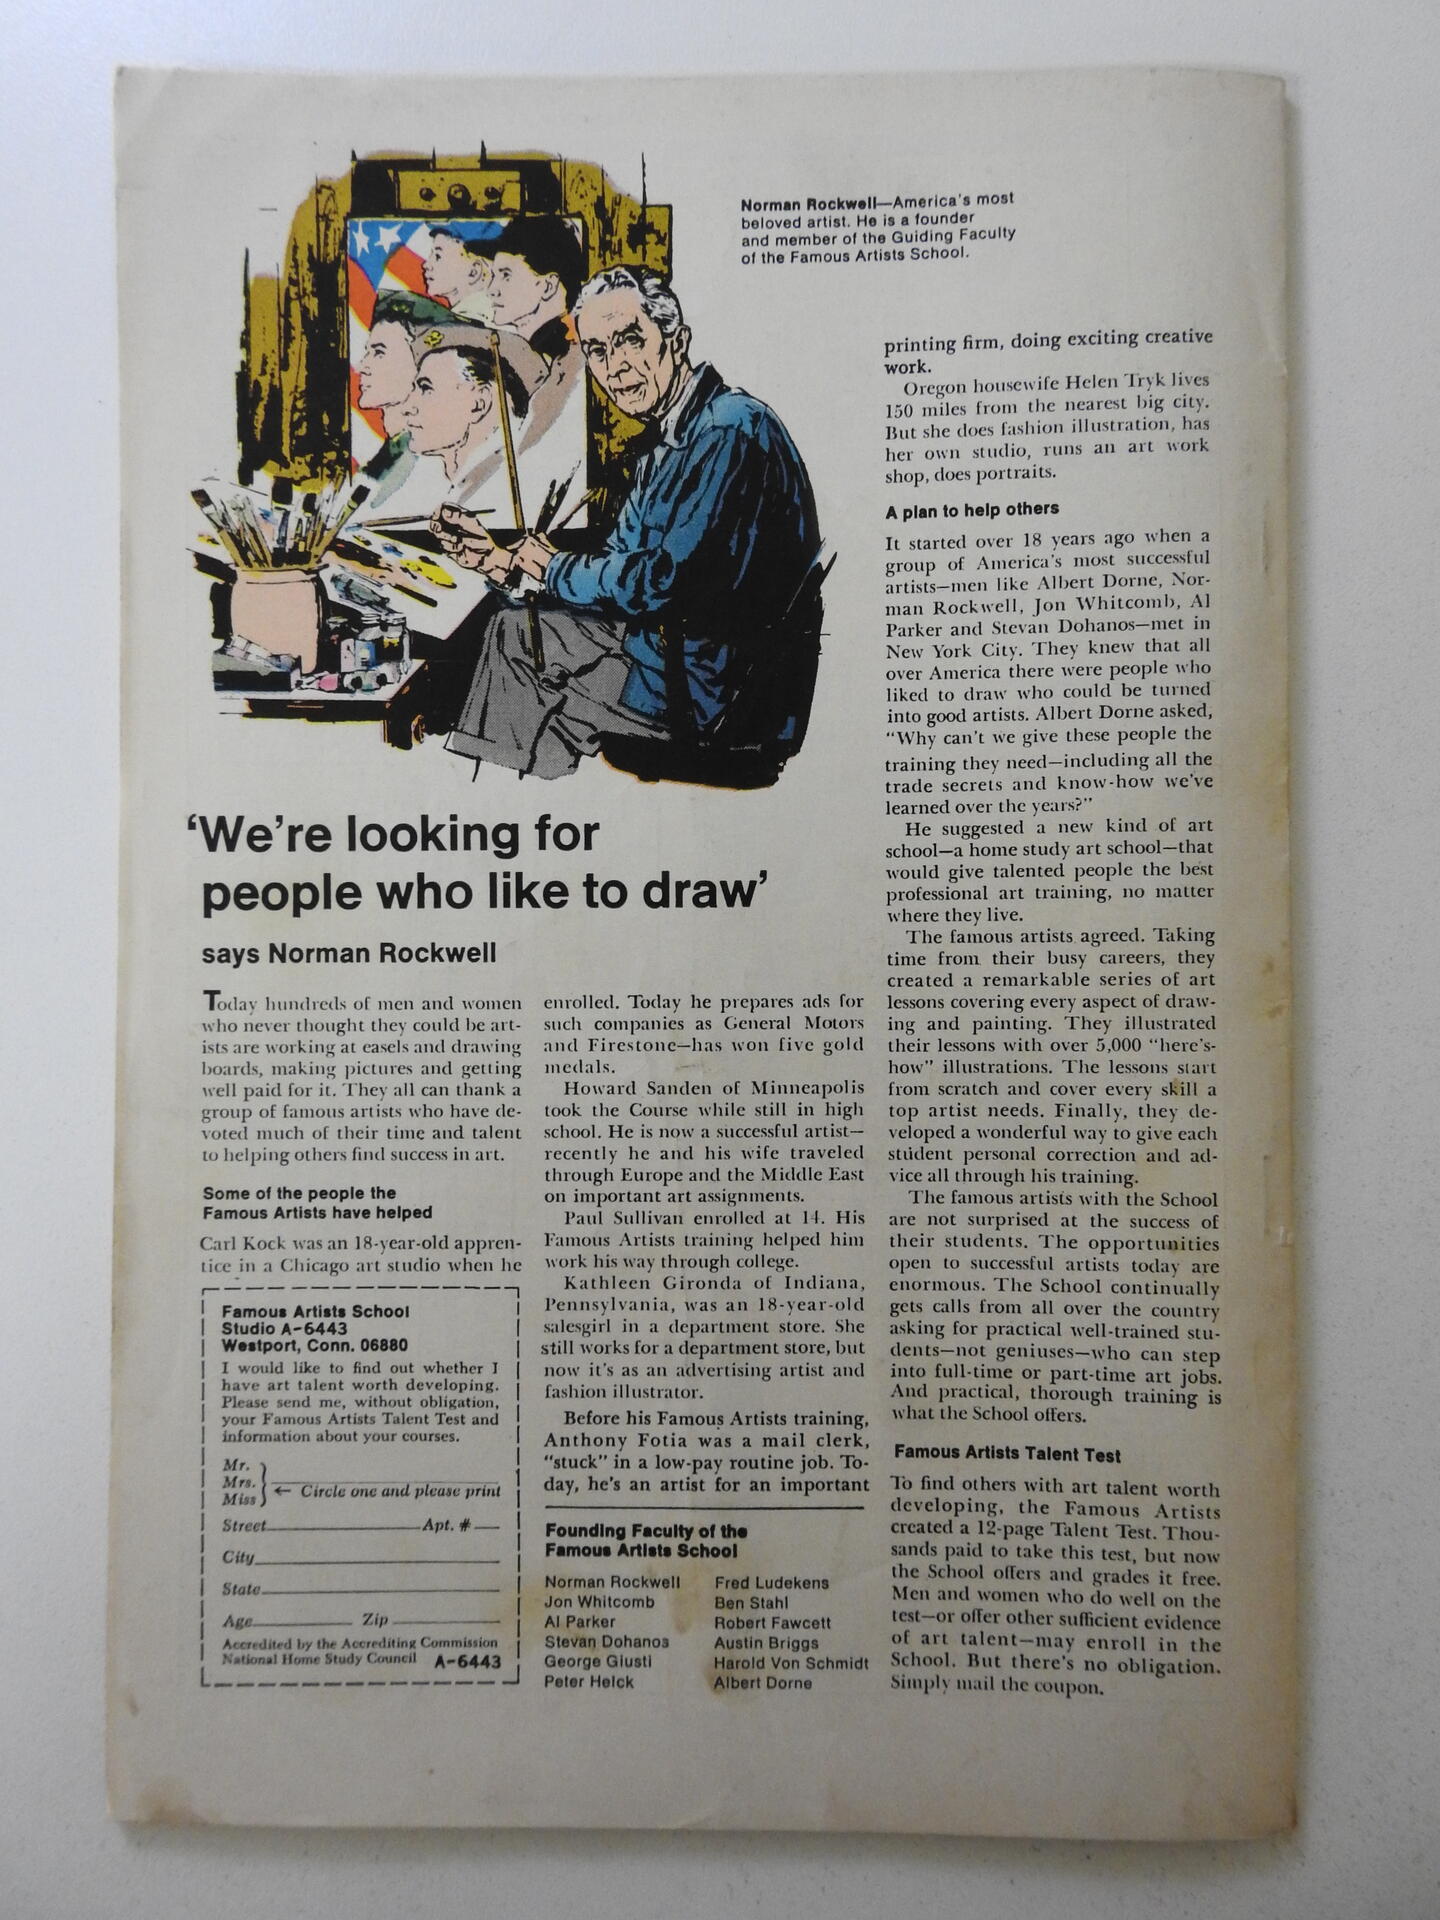 Norman Rockwell—America's most
beloved artist. He is a founder
and member of the Guiding Faculty
of the Famous Artists School.
'We're looking for
people who like to draw'
says Norman Rockwell
Today hundreds of men and women
who never thought they could be art-
ists are working at easels and drawing
boards, making pictures and getting
well paid for it. They all can thank a
group of famous artists who have de-
voted much of their time and talent
to helping others find success in art.
Some of the people the
Famous Artists have helped
Carl Kock was an 18-year-old appren-
tice in a Chicago art studio when he
Famous Artists School
Studio A-6443
Westport, Conn. 06880
I would like to find out whether I
have art talent worth developing.
Please send me, without obligation,
your Famous Artists Talent Test and
information about your courses.
Mr.
Mrs.
Miss
← Circle one and please print
Street Apt. #
City
State
Age Zip
Accredited by the Accrediting Commission
National Home Study Council A-6443
enrolled. Today he prepares ads for
such companies as General Motors
and Firestone—has won five gold
medals.
Howard Sanden of Minneapolis
took the Course while still in high
school. He is now a successful artist—
recently he and his wife traveled
through Europe and the Middle East
on important art assignments.
Paul Sullivan enrolled at 14. His
Famous Artists training helped him
work his way through college.
Kathleen Gironda of Indiana,
Pennsylvania, was an 18-year-old
salesgirl in a department store. She
still works for a department store, but
now it's as an advertising artist and
fashion illustrator.
Before his Famous Artists training,
Anthony Fotia was a mail clerk,
"stuck" in a low-pay routine job. To-
day, he's an artist for an important
Founding Faculty of the
Famous Artists School
Norman Rockwell
Jon Whitcomb
Al Parker
Stevan Dohanos
George Giusti
Peter Helck
Fred Ludekens
Ben Stahl
Robert Fawcett
Austin Briggs
Harold Von Schmidt
Albert Dorne
printing firm, doing exciting creative
work.
Oregon housewife Helen Tryk lives
150 miles from the nearest big city.
But she does fashion illustration, has
her own studio, runs an art work
shop, does portraits.
A plan to help others
It started over 18 years ago when a
group of America's most successful
artists—men like Albert Dorne, Nor-
man Rockwell, Jon Whitcomb, Al
Parker and Stevan Dohanos—met in
New York City. They knew that all
over America there were people who
liked to draw who could be turned
into good artists. Albert Dorne asked,
"Why can't we give these people the
training they need—including all the
trade secrets and know-how we've
learned over the years?"
He suggested a new kind of art
school—a home study art school—that
would give talented people the best
professional art training, no matter
where they live.
The famous artists agreed. Taking
time from their busy careers, they
created a remarkable series of art
lessons covering every aspect of draw-
ing and painting. They illustrated
their lessons with over 5,000 "here's-
how" illustrations. The lessons start
from scratch and cover every skill a
top artist needs. Finally, they de-
veloped a wonderful way to give each
student personal correction and ad-
vice all through his training.
The famous artists with the School
are not surprised at the success of
their students. The opportunities
open to successful artists today are
enormous. The School continually
gets calls from all over the country
asking for practical well-trained stu-
dents—not geniuses—who can step
into full-time or part-time art jobs.
And practical, thorough training is
what the School offers.
Famous Artists Talent Test
To find others with art talent worth
developing, the Famous Artists
created a 12-page Talent Test. Thou-
sands paid to take this test, but now
the School offers and grades it free.
Men and women who do well on the
test—or offer other sufficient evidence
of art talent—may enroll in the
School. But there's no obligation.
Simply mail the coupon.